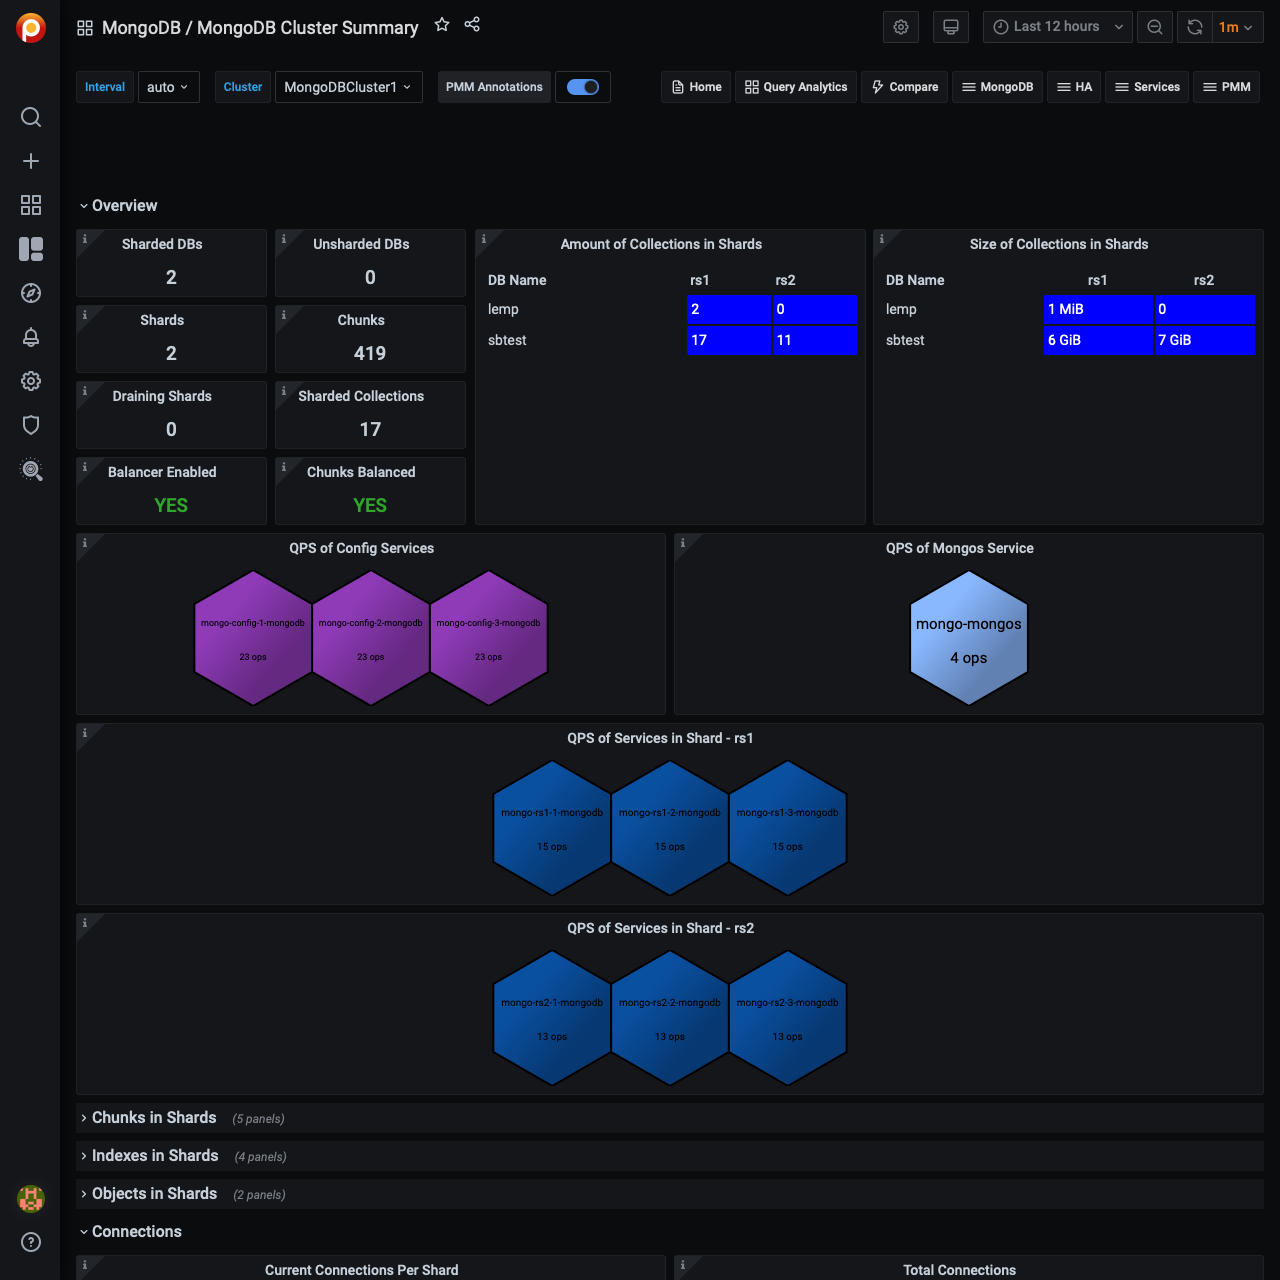 MongoDB / MongoDB Cluster Summary
Last 12 hours
1m
Interval
auto
Cluster
MongoDBCluster1
PMM Annotations
Home
Query Analytics
Compare
MongoDB
HA
Services
PMM
Overview
Sharded DBs
2
Unsharded DBs
0
Shards
2
Chunks
419
Draining Shards
0
Sharded Collections
17
Balancer Enabled
YES
Chunks Balanced
YES
Amount of Collections in Shards
DB Name rs1 rs2
lemp 2 0
sbtest 17 11
Size of Collections in Shards
DB Name rs1 rs2
lemp 1 MiB 0
sbtest 6 GiB 7 GiB
QPS of Config Services
mongo-config-1-mongodb mongo-config-2-mongodb mongo-config-3-mongodb
23 ops 23 ops 23 ops
QPS of Mongos Service
mongo-mongos
4 ops
QPS of Services in Shard - rs1
mongo-rs1-1-mongodb mongo-rs1-2-mongodb mongo-rs1-3-mongodb
15 ops 15 ops 15 ops
QPS of Services in Shard - rs2
mongo-rs2-1-mongodb mongo-rs2-2-mongodb mongo-rs2-3-mongodb
13 ops 13 ops 13 ops
Chunks in Shards (5 panels)
Indexes in Shards (4 panels)
Objects in Shards (2 panels)
Connections
Current Connections Per Shard
Total Connections